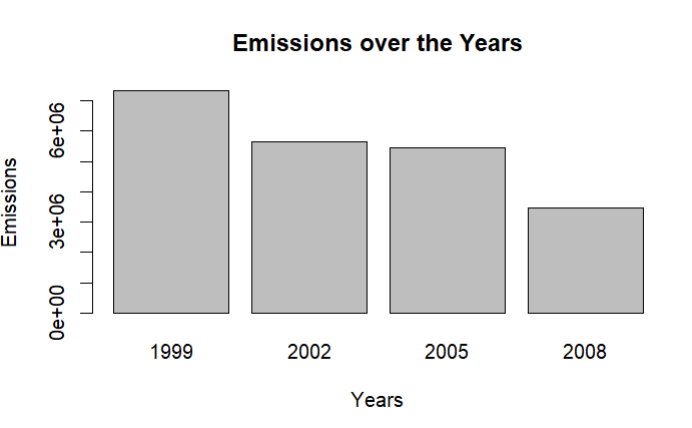 Emissions over the Years
Emissions
6e+06
3e+06
0e+00
1999 2002 2005 2008
Years